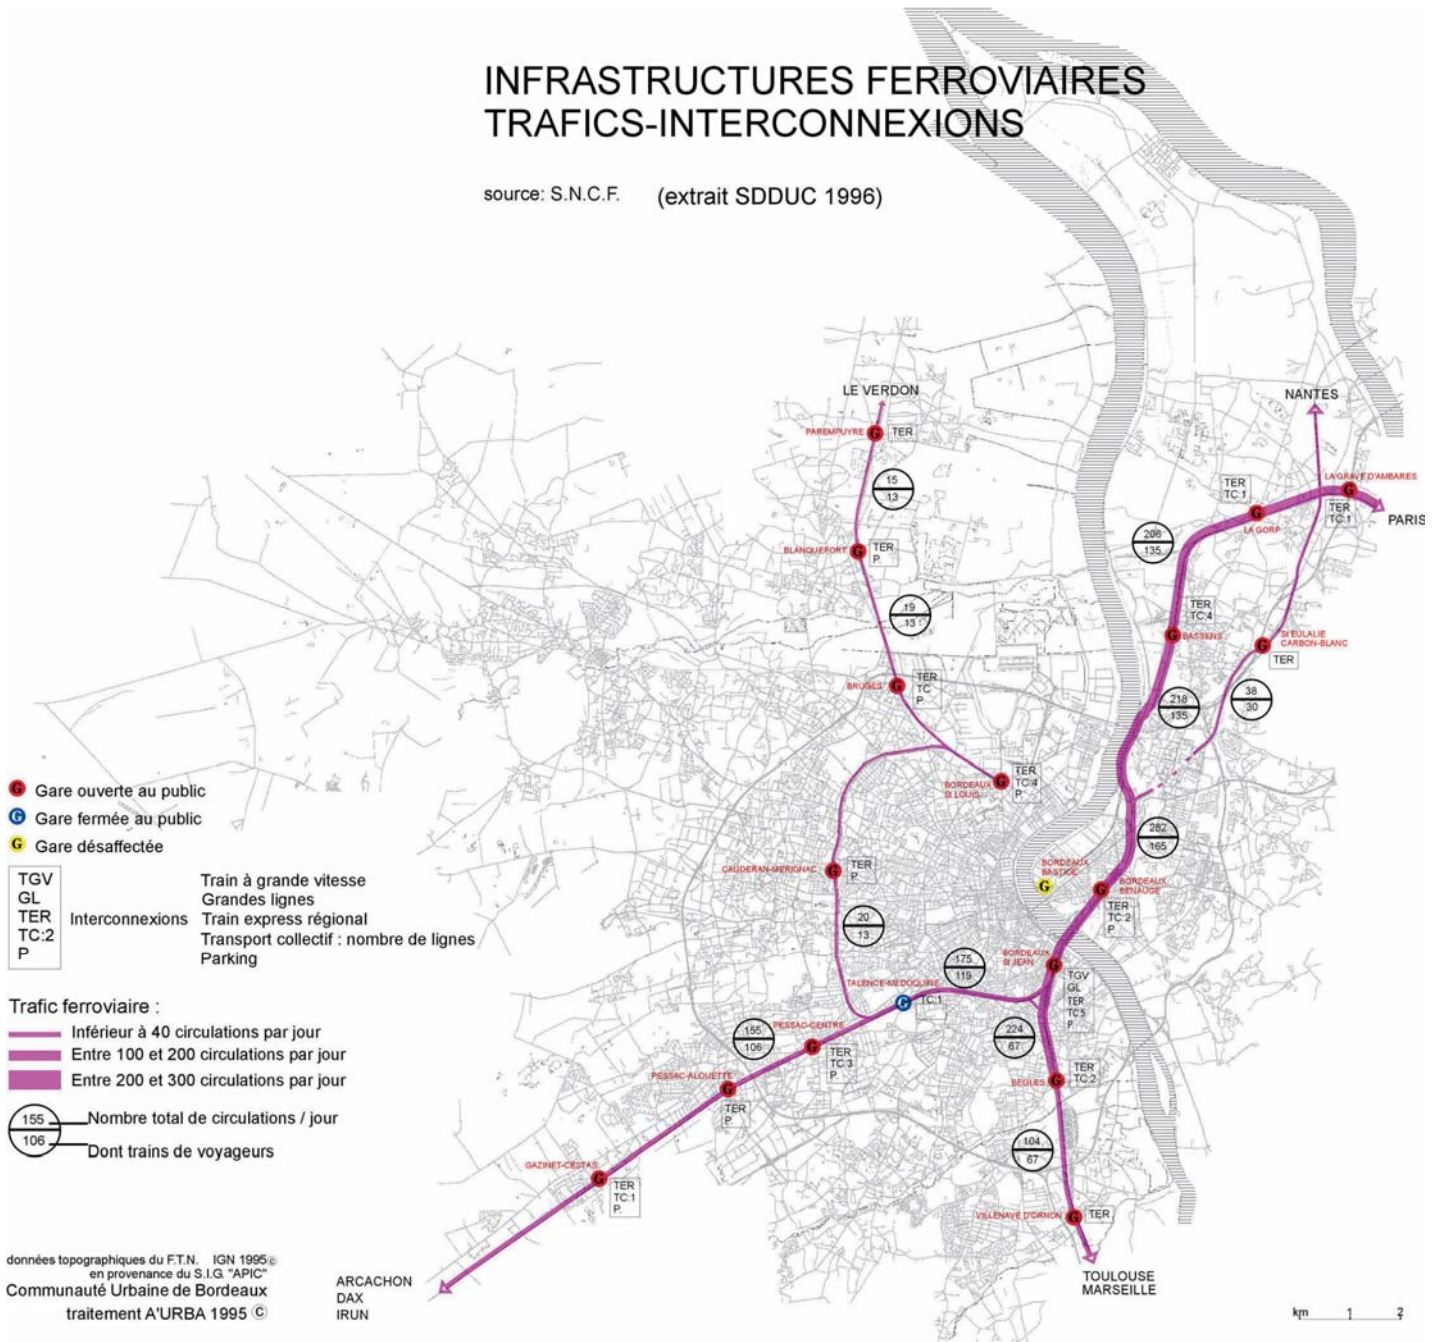 INFRASTRUCTURES FERROVIAIRES
TRAFICS-INTERCONNEXIONS
source: S.N.C.F. (extrait SDDUC 1996)
LE VERDON
PAREMPUYRE
G
TER
15
13
BLANQUEFORT
G
TER
P.
19
13
BRUGES
G
TER
TC
P.
BORDEAUX
St LOUIS
G
TER
TC:4
P.
CAUDERAN-MERIGNAC
G
TER
P.
20
13
NANTES
LA GRAVE D'AMBARES
G
TER
TC:1
PARIS
TER
TC:1
G
LA GORP
206
135
TER
TC:4
G
BASSENS
St EULALIE
CARBON-BLANC
G
TER
218
135
38
30
282
165
BORDEAUX
BASTIDE
G
BORDEAUX
BENAUGE
G
TER
TC:2
P
BORDEAUX
St JEAN
G
TGV
GL
TER
TC:5
P.
175
119
TALENCE-MEDOQUINE
G
TC:1
PESSAC-CENTRE
G
TER
TC:3
P.
155
106
PESSAC-ALOUETTE
G
TER
P.
GAZINET-CESTAS
G
TER
TC:1
P.
224
67
BEGLES
G
TER
TC:2
104
67
VILLENAVE D'ORNON
G
TER
TOULOUSE
MARSEILLE
ARCACHON
DAX
IRUN
G Gare ouverte au public
G Gare fermée au public
G Gare désaffectée
TGV Train à grande vitesse
GL Grandes lignes
TER Interconnexions Train express régional
TC:2 Transport collectif : nombre de lignes
P Parking
Trafic ferroviaire :
Inférieur à 40 circulations par jour
Entre 100 et 200 circulations par jour
Entre 200 et 300 circulations par jour
155 Nombre total de circulations / jour
106 Dont trains de voyageurs
données topographiques du F.T.N. IGN 1995 ©
en provenance du S.I.G. "APIC"
Communauté Urbaine de Bordeaux
traitement A'URBA 1995 ©
km 1 2